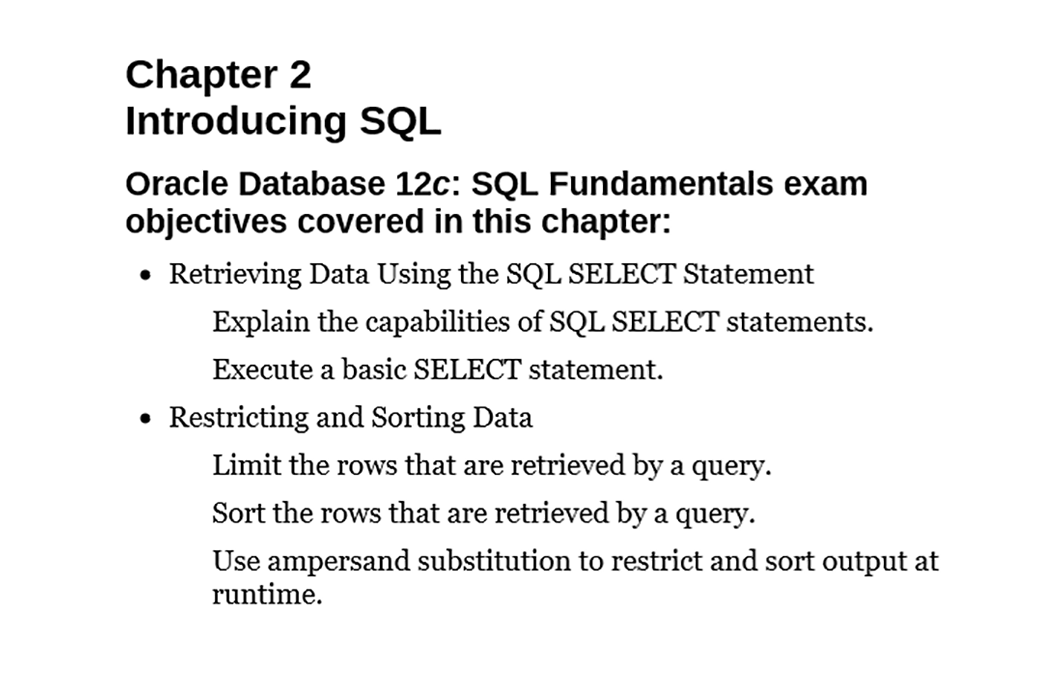 Chapter 2
Introducing SQL
Oracle Database 12c: SQL Fundamentals exam
objectives covered in this chapter:
• Retrieving Data Using the SQL SELECT Statement
Explain the capabilities of SQL SELECT statements.
Execute a basic SELECT statement.
• Restricting and Sorting Data
Limit the rows that are retrieved by a query.
Sort the rows that are retrieved by a query.
Use ampersand substitution to restrict and sort output at
runtime.